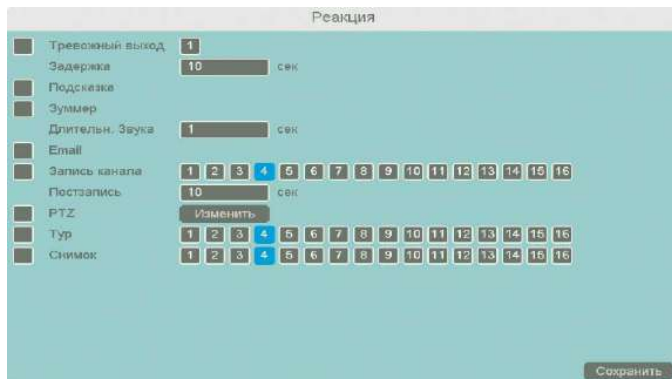 Реакция
Тревожный выход 1
Задержка 10 сек
Подсказка
Зуммер
Длительн. Звука 1 сек
Email
Запись канала 1 2 3 4 5 6 7 8 9 10 11 12 13 14 15 16
Постзапись 10 сек
PTZ Изменить
Тур 1 2 3 4 5 6 7 8 9 10 11 12 13 14 15 16
Снимок 1 2 3 4 5 6 7 8 9 10 11 12 13 14 15 16
Сохранить